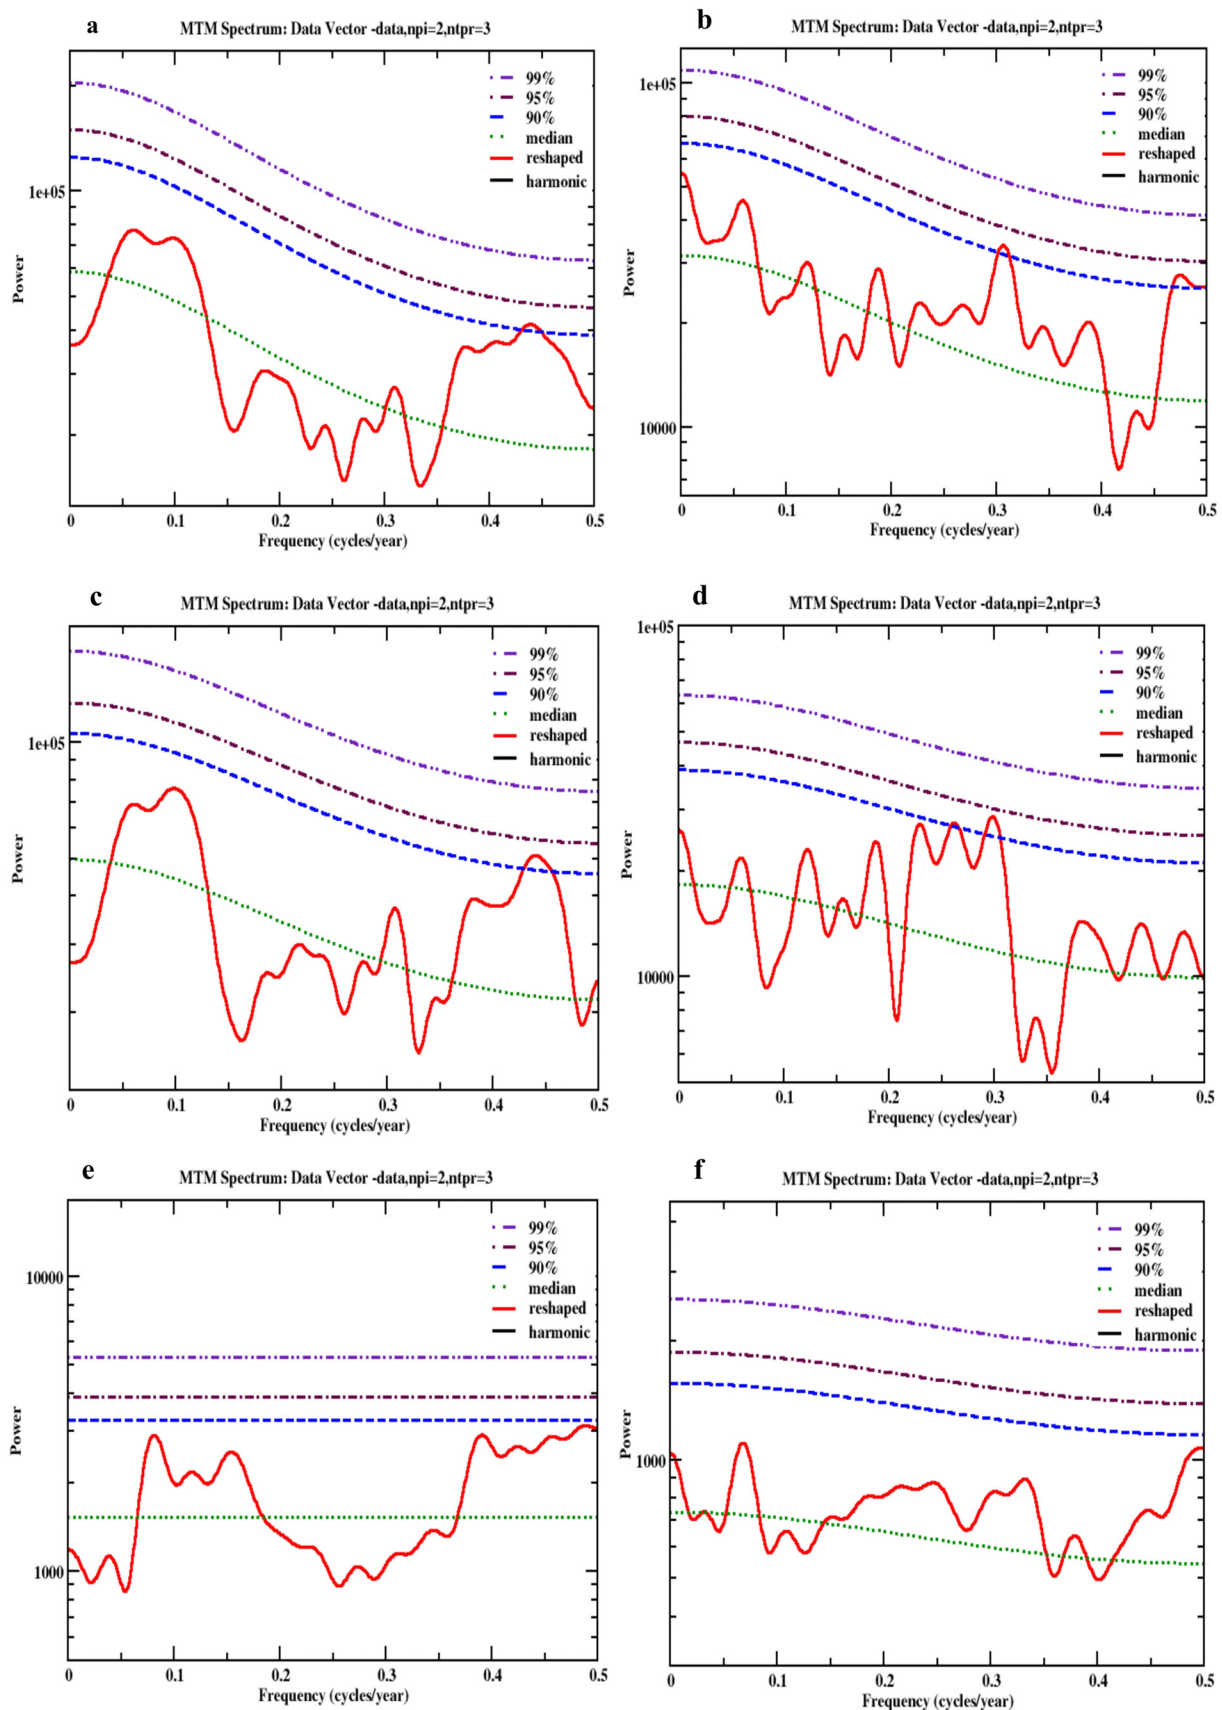 a
MTM Spectrum: Data Vector -data,npi=2,ntpr=3
99%
95%
90%
median
reshaped
harmonic
1e+05
Power
0 0.1 0.2 0.3 0.4 0.5
Frequency (cycles/year)
b
MTM Spectrum: Data Vector -data,npi=2,ntpr=3
1e+05
99%
95%
90%
median
reshaped
harmonic
Power
10000
0 0.1 0.2 0.3 0.4 0.5
Frequency (cycles/year)
c
MTM Spectrum: Data Vector -data,npi=2,ntpr=3
99%
95%
90%
median
reshaped
harmonic
1e+05
Power
0 0.1 0.2 0.3 0.4 0.5
Frequency (cycles/year)
d
MTM Spectrum: Data Vector -data,npi=2,ntpr=3
1e+05
99%
95%
90%
median
reshaped
harmonic
Power
10000
0 0.1 0.2 0.3 0.4 0.5
Frequency (cycles/year)
e
MTM Spectrum: Data Vector -data,npi=2,ntpr=3
99%
95%
90%
median
reshaped
harmonic
10000
Power
1000
0 0.1 0.2 0.3 0.4 0.5
Frequency (cycles/year)
f
MTM Spectrum: Data Vector -data,npi=2,ntpr=3
99%
95%
90%
median
reshaped
harmonic
Power
1000
0 0.1 0.2 0.3 0.4 0.5
Frequency (cycles/year)